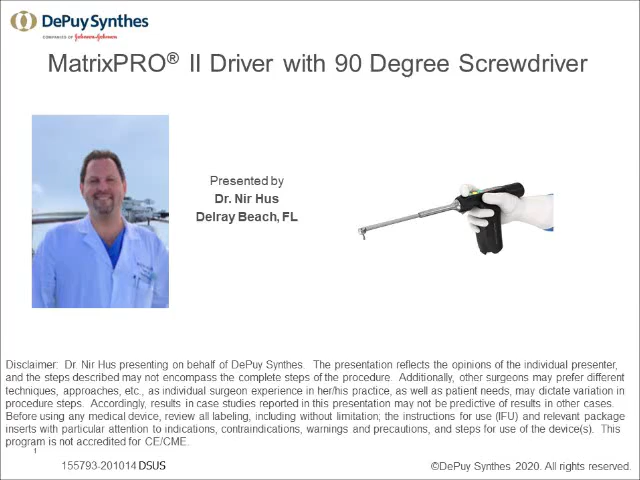 DePuy Synthes
COMPANIES OF Johnson & Johnson
MatrixPRO® II Driver with 90 Degree Screwdriver
Presented by
Dr. Nir Hus
Delray Beach, FL
Disclaimer: Dr. Nir Hus presenting on behalf of DePuy Synthes. The presentation reflects the opinions of the individual presenter,
and the steps described may not encompass the complete steps of the procedure. Additionally, other surgeons may prefer different
techniques, approaches, etc., as individual surgeon experience in her/his practice, as well as patient needs, may dictate variation in
procedure steps. Accordingly, results in case studies reported in this presentation may not be predictive of results in other cases.
Before using any medical device, review all labeling, including without limitation; the instructions for use (IFU) and relevant package
inserts with particular attention to indications, contraindications, warnings and precautions, and steps for use of the device(s). This
program is not accredited for CE/CME.
1
155793-201014 DSUS
©DePuy Synthes 2020. All rights reserved.